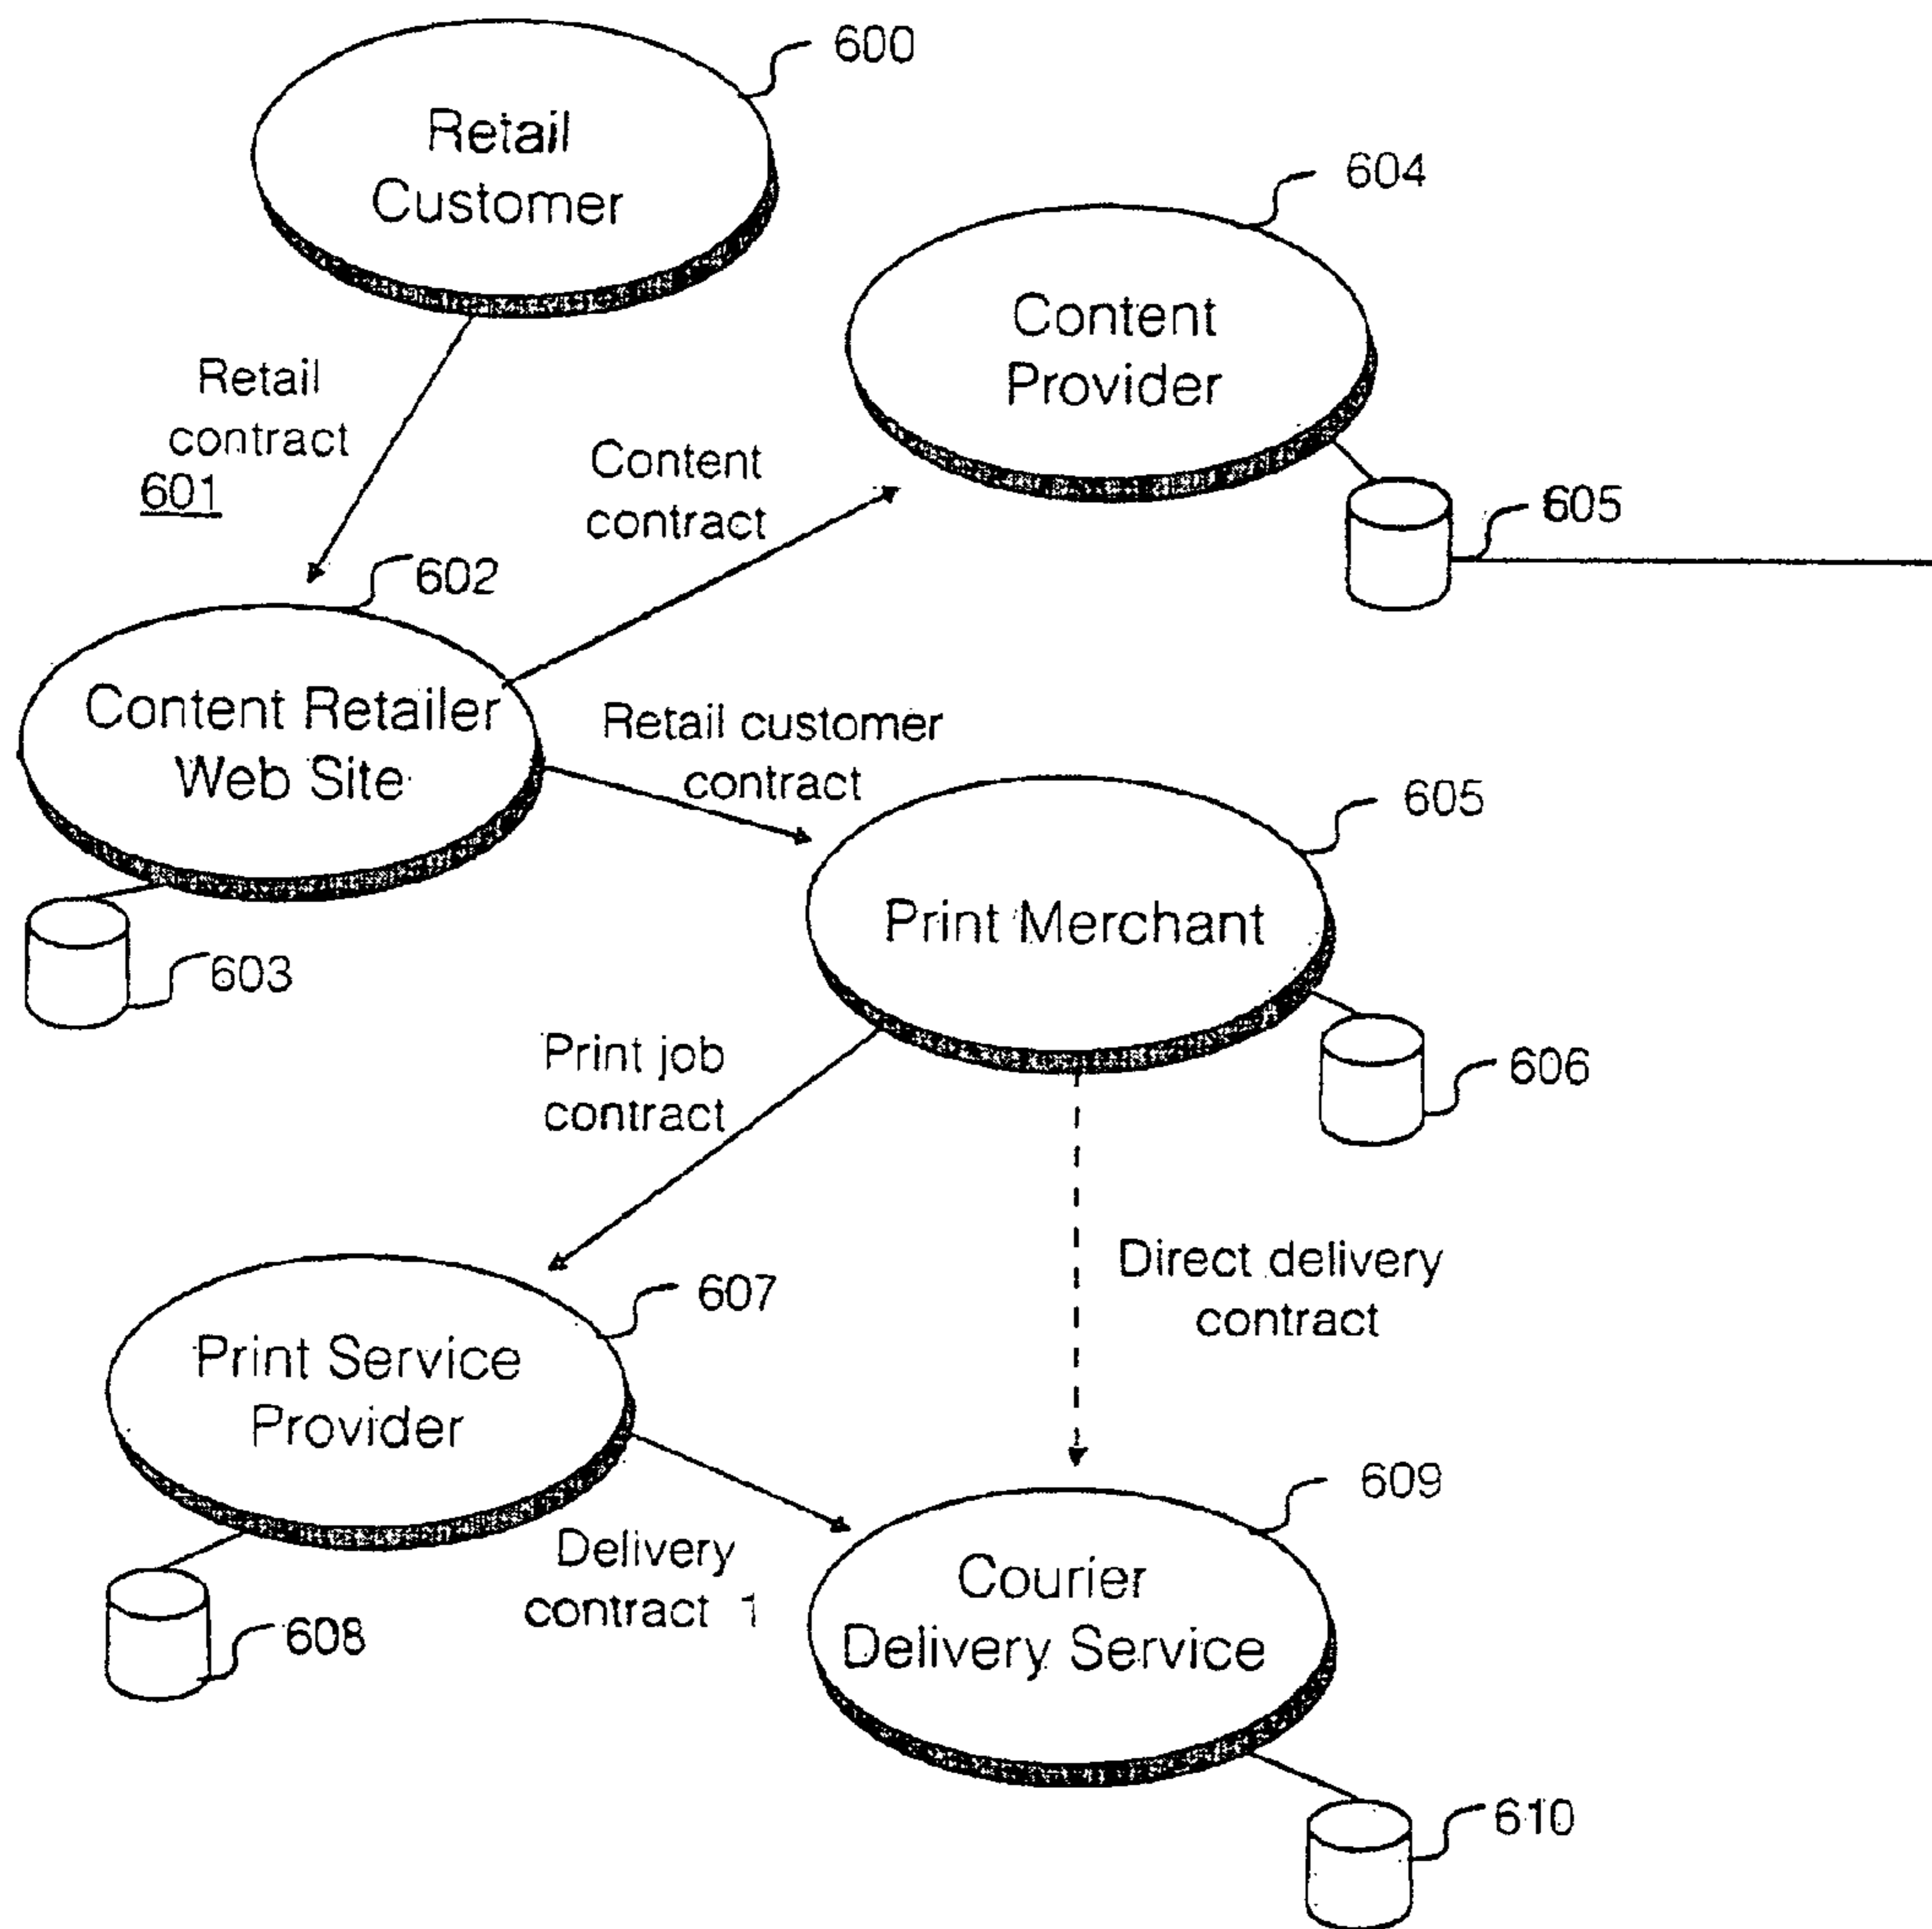 600
Retail
Customer
604
Content
Provider
Retail
contract
601
Content
contract
605
602
Content Retailer
Web Site
Retail customer
contract
605
Print Merchant
603
Print job
contract
606
Direct delivery
contract
607
Print Service
Provider
609
Delivery
contract 1
Courier
Delivery Service
608
610